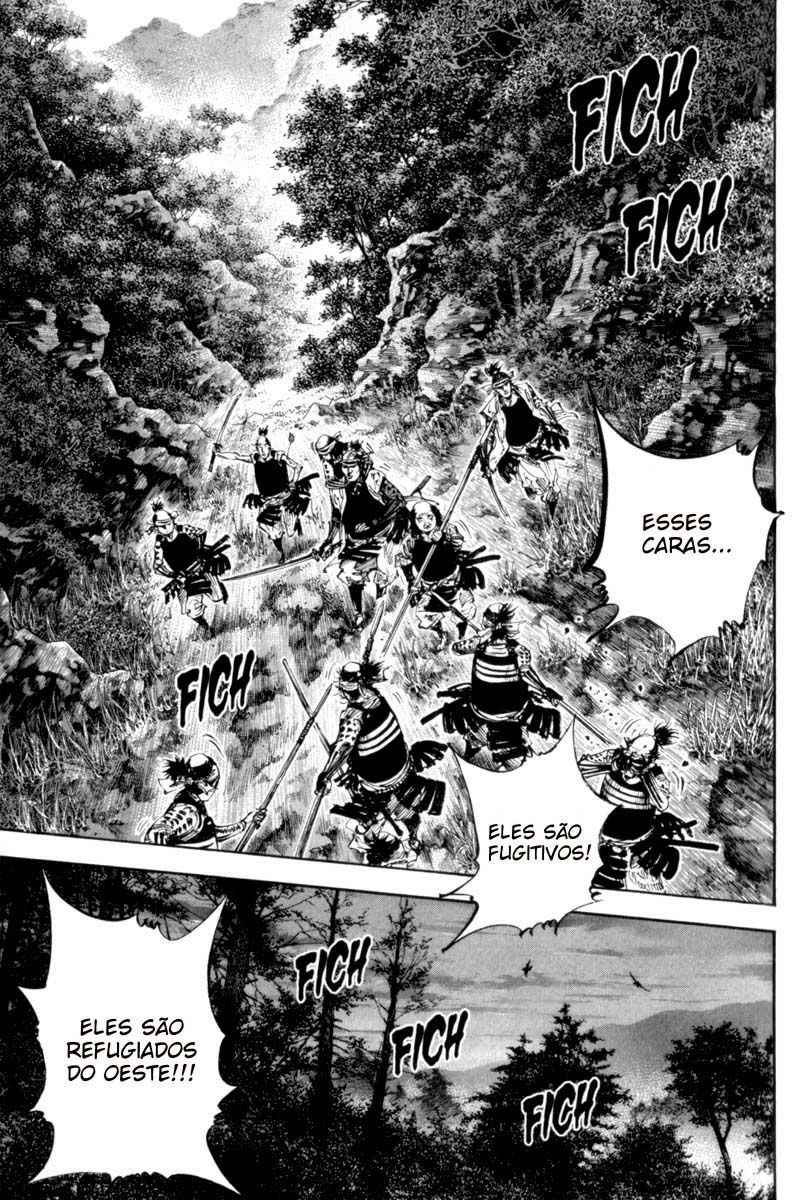 FICH
FICH
ESSES
CARAS...
FICH
ELES SÃO
FUGITIVOS!
FICH
FICH
FICH
ELES SÃO
REFUGIADOS
DO OESTE!!!